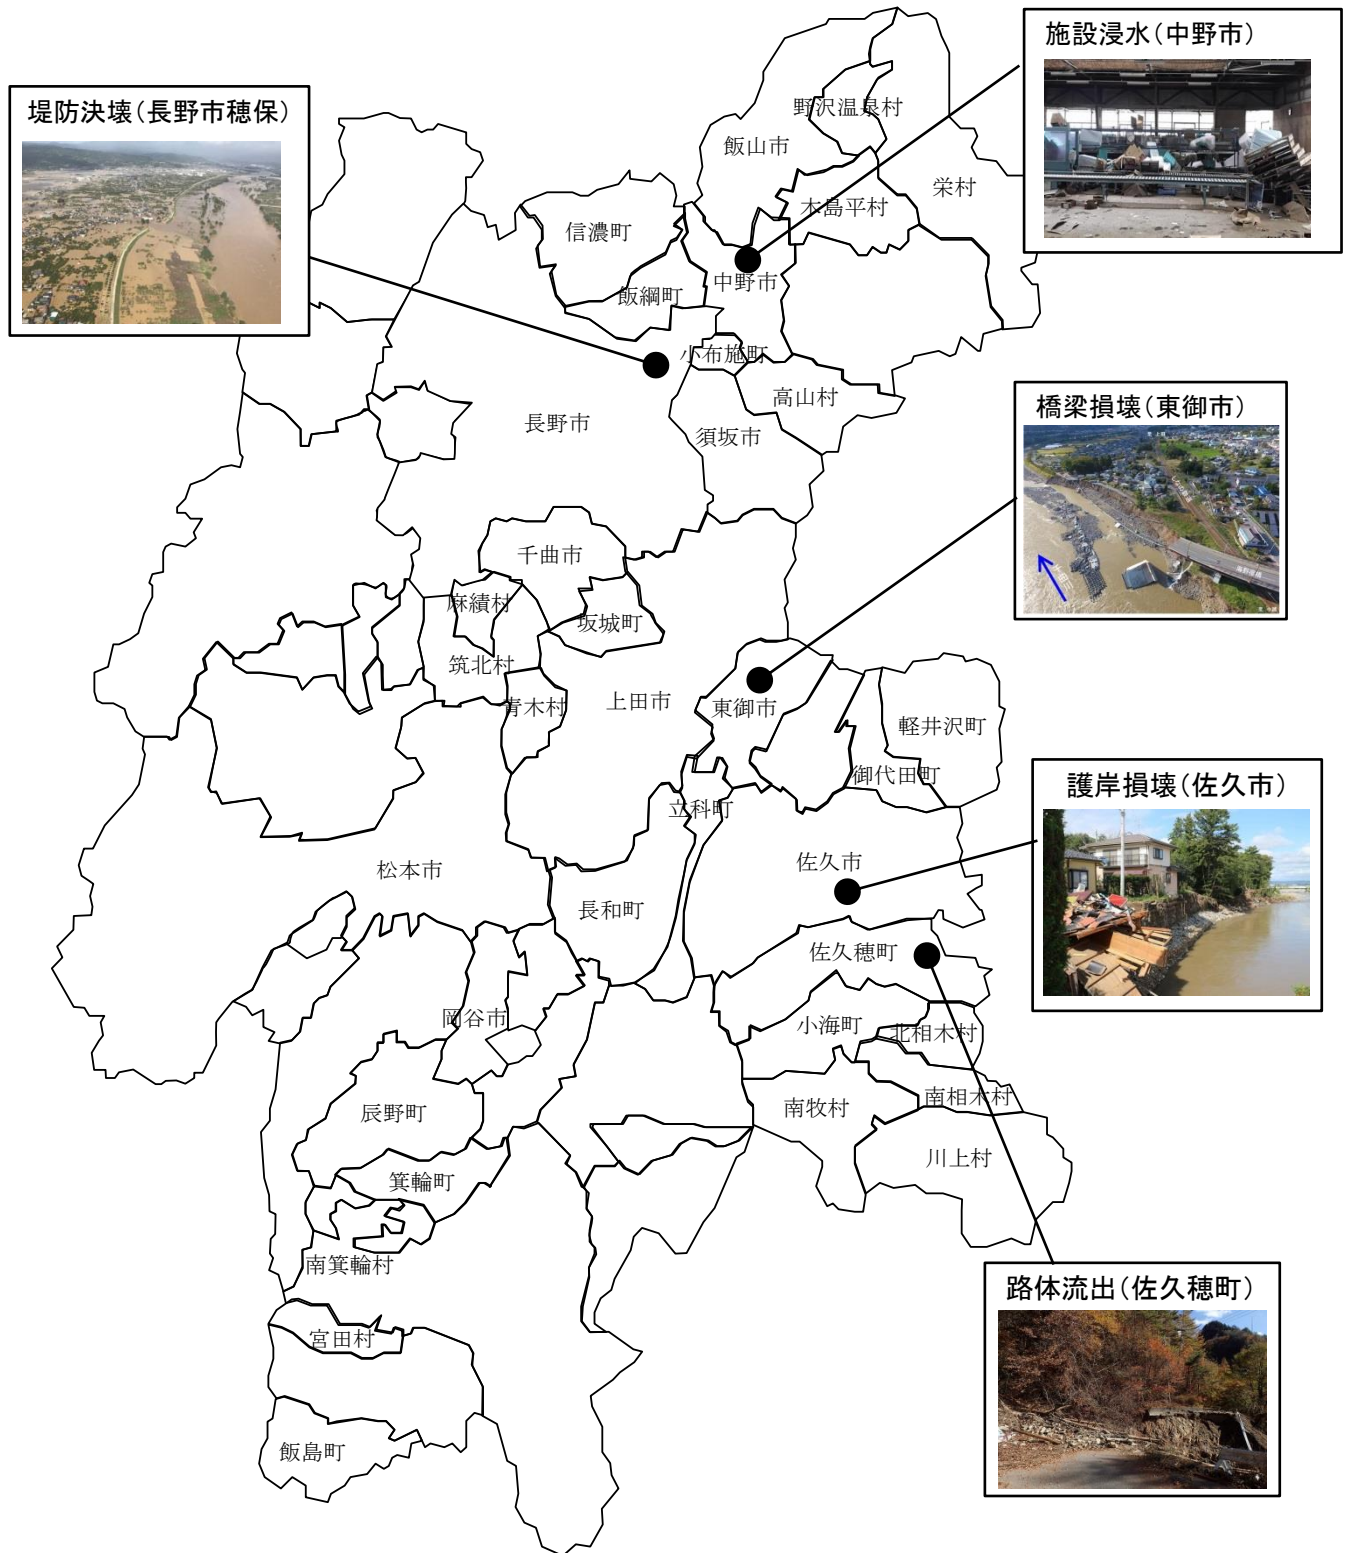 施設浸水（中野市）
堤防決壊（長野市穂保）
野沢温泉村
飯山市
栄村
木島平村
信濃町
中野市
飯綱町
小布施町
高山村
橋梁損壊（東御市）
長野市
須坂市
千曲市
麻績村
坂城町
筑北村
上田市
青木村
東御市
軽井沢町
御代田町
護岸損壊（佐久市）
立科町
佐久市
松本市
長和町
佐久穂町
岡谷市
小海町
北相木村
南相木村
辰野町
南牧村
川上村
箕輪町
南箕輪村
路体流出（佐久穂町）
宮田村
飯島町